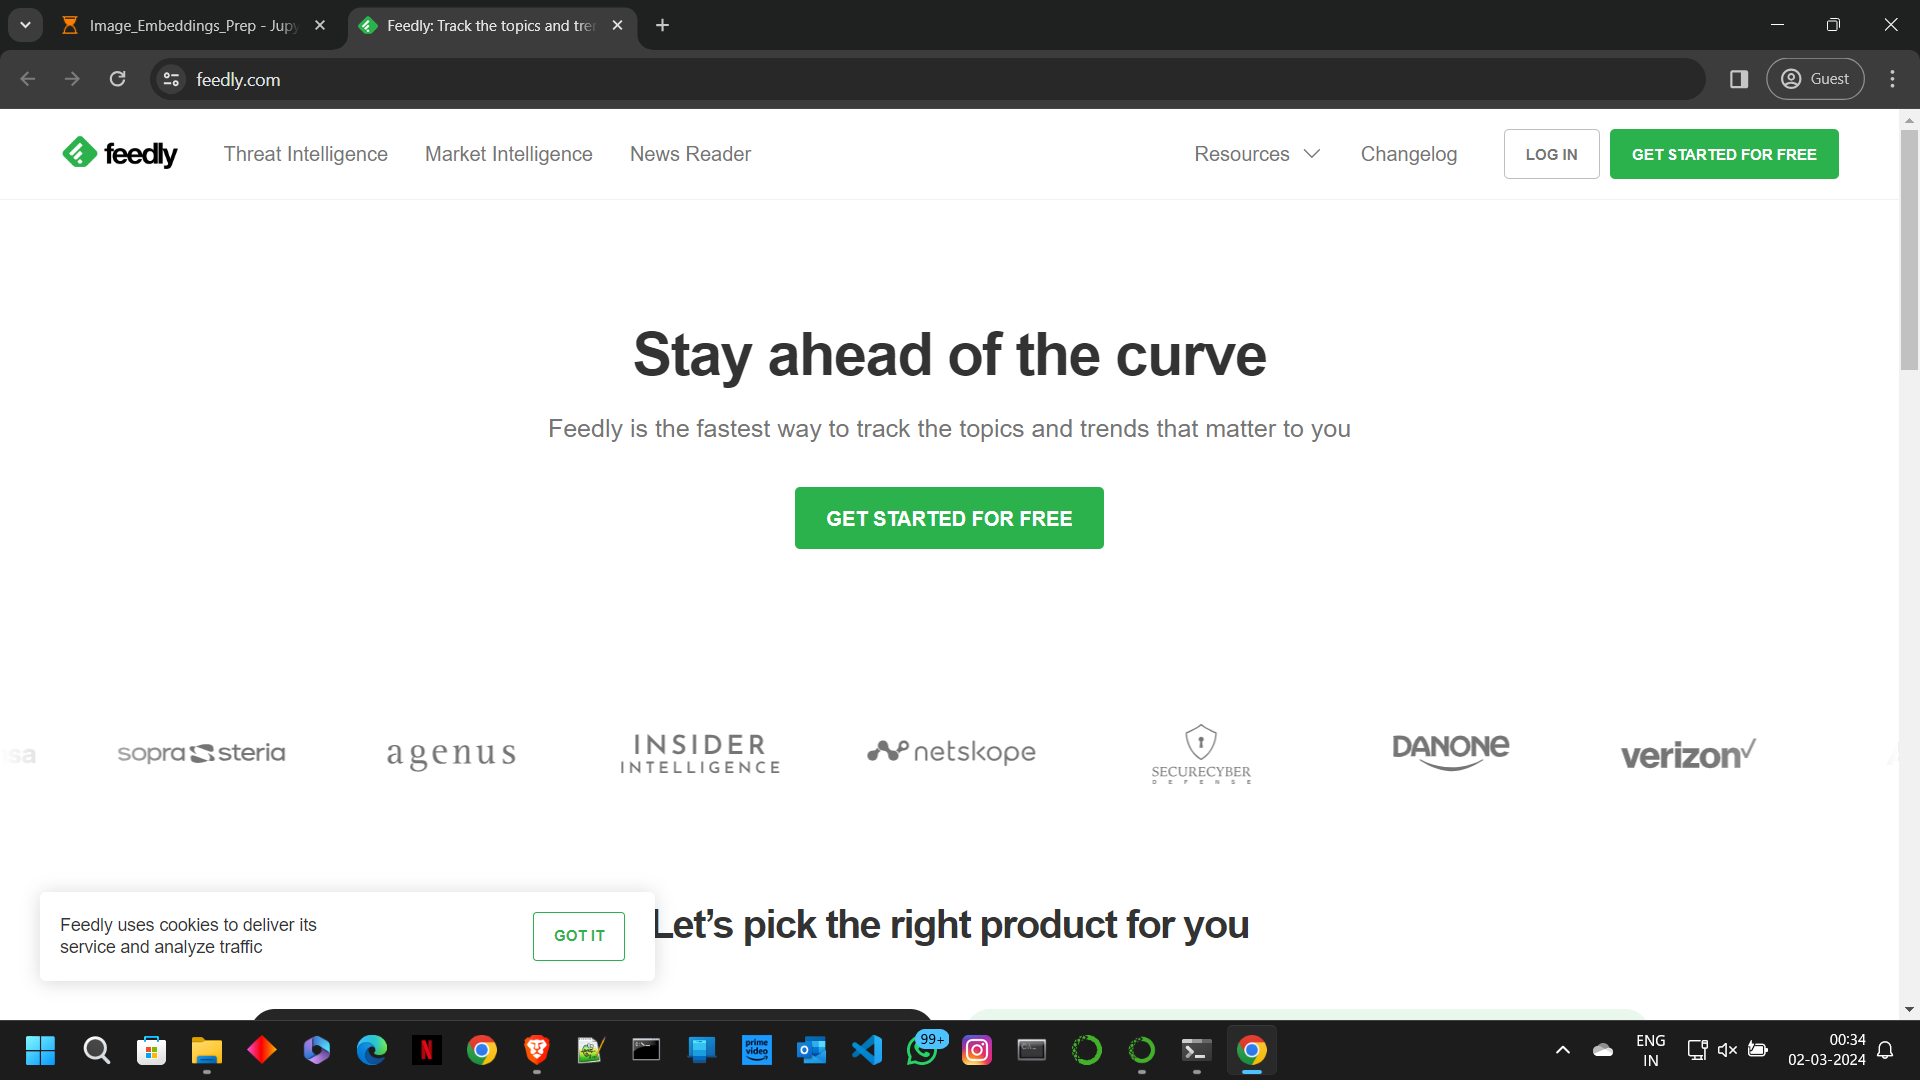 Image_Embeddings_Prep - Jupy
Feedly: Track the topics and tre
feedly.com
Guest
feedly
Threat Intelligence
Market Intelligence
News Reader
Resources
Changelog
LOG IN
GET STARTED FOR FREE
Stay ahead of the curve
Feedly is the fastest way to track the topics and trends that matter to you
GET STARTED FOR FREE
sopra steria
agenus
INSIDER
INTELLIGENCE
netskope
SECURECYBER
DEFENSE
DANONE
verizon
Let’s pick the right product for you
Feedly uses cookies to deliver its
service and analyze traffic
GOT IT
prime
video
99+
ENG
IN
00:34
02-03-2024